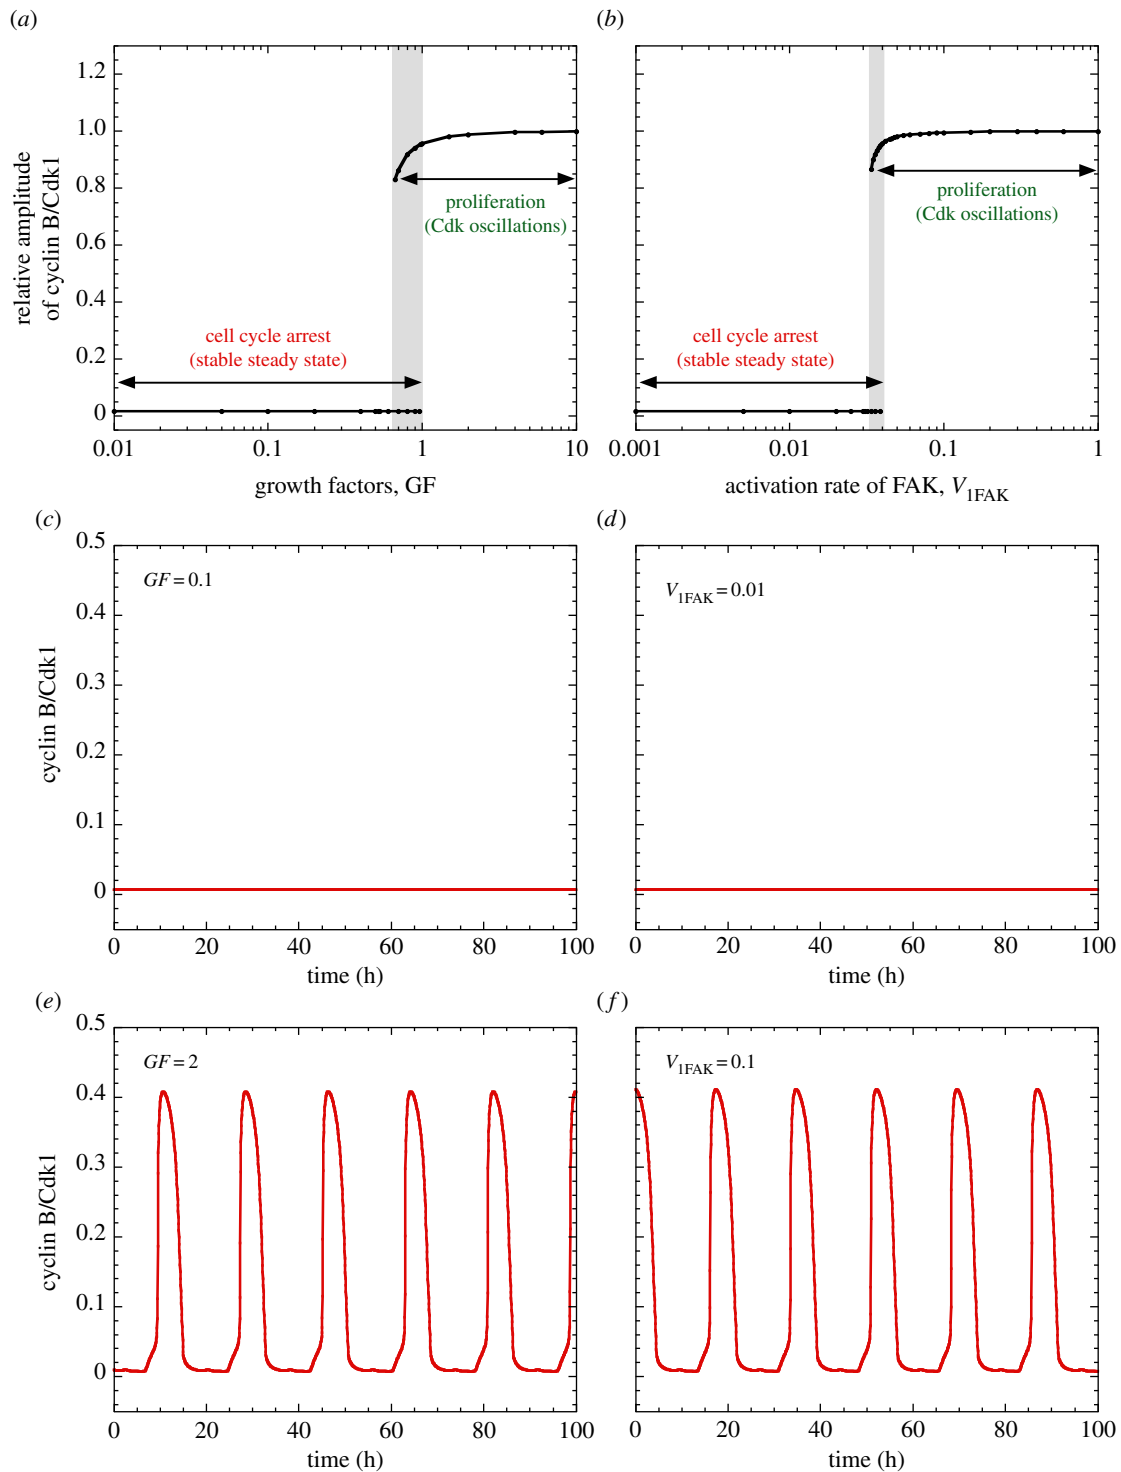 (a)
1.2
1.0
0.8
0.6
0.4
0.2
0
relative amplitude
of cyclin B/Cdk1
proliferation
(Cdk oscillations)
cell cycle arrest
(stable steady state)
0.01 0.1 1 10
growth factors, GF
(b)
proliferation
(Cdk oscillations)
cell cycle arrest
(stable steady state)
0.001 0.01 0.1 1
activation rate of FAK, V1FAK
(c)
0.5
0.4
0.3
0.2
0.1
0
cyclin B/Cdk1
GF = 0.1
0 20 40 60 80 100
time (h)
(d)
V1FAK = 0.01
0 20 40 60 80 100
time (h)
(e)
0.5
0.4
0.3
0.2
0.1
0
cyclin B/Cdk1
GF = 2
0 20 40 60 80 100
time (h)
(f)
V1FAK = 0.1
0 20 40 60 80 100
time (h)